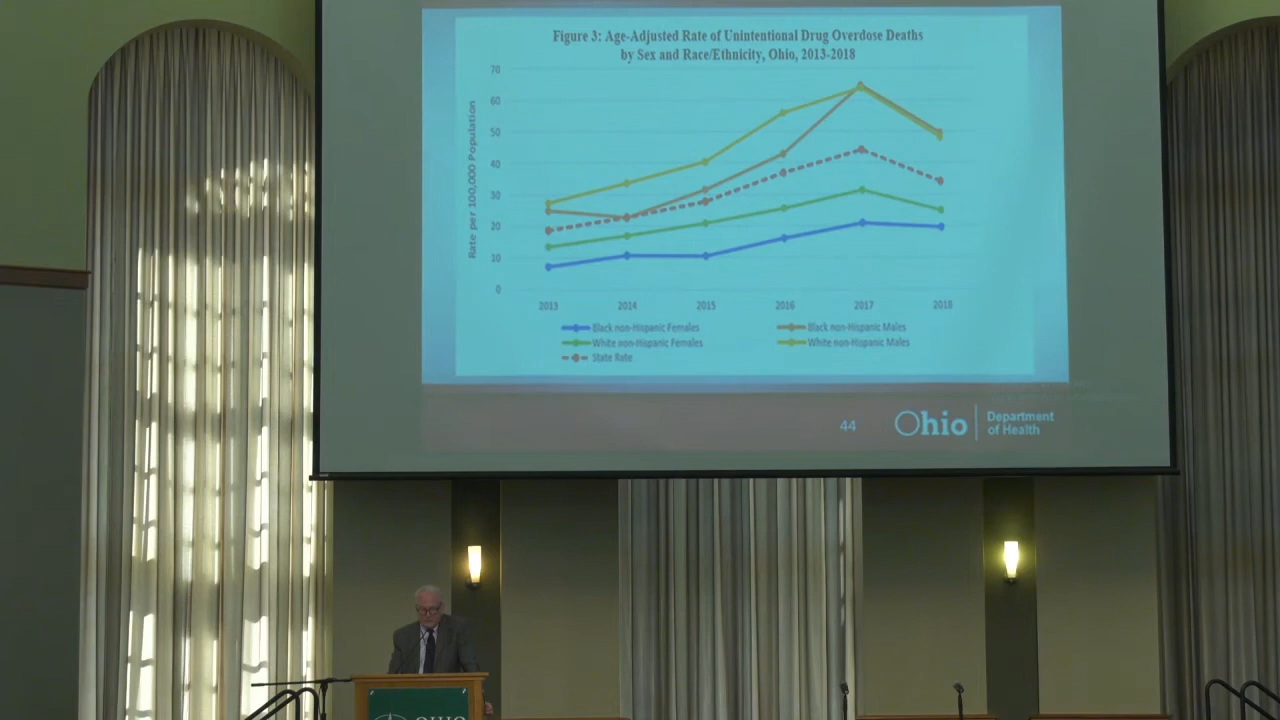 Figure 3: Age-Adjusted Rate of Unintentional Drug Overdose Deaths
by Sex and Race/Ethnicity, Ohio, 2013-2018
Rate per 100,000 Population
70
60
50
40
30
20
10
0
2013 2014 2015 2016 2017 2018
Black non-Hispanic Females Black non-Hispanic Males
White non-Hispanic Females White non-Hispanic Males
State Rate
44 Ohio Department
of Health
OHIO